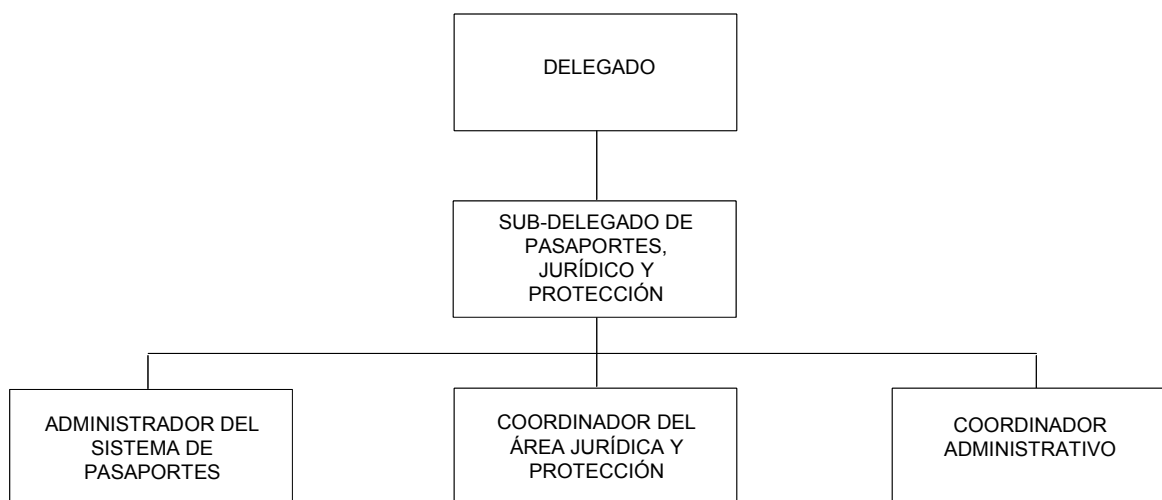 DELEGADO
SUB-DELEGADO DE
PASAPORTES,
JURÍDICO Y
PROTECCIÓN
ADMINISTRADOR DEL
SISTEMA DE
PASAPORTES
COORDINADOR DEL
ÁREA JURÍDICA Y
PROTECCIÓN
COORDINADOR
ADMINISTRATIVO